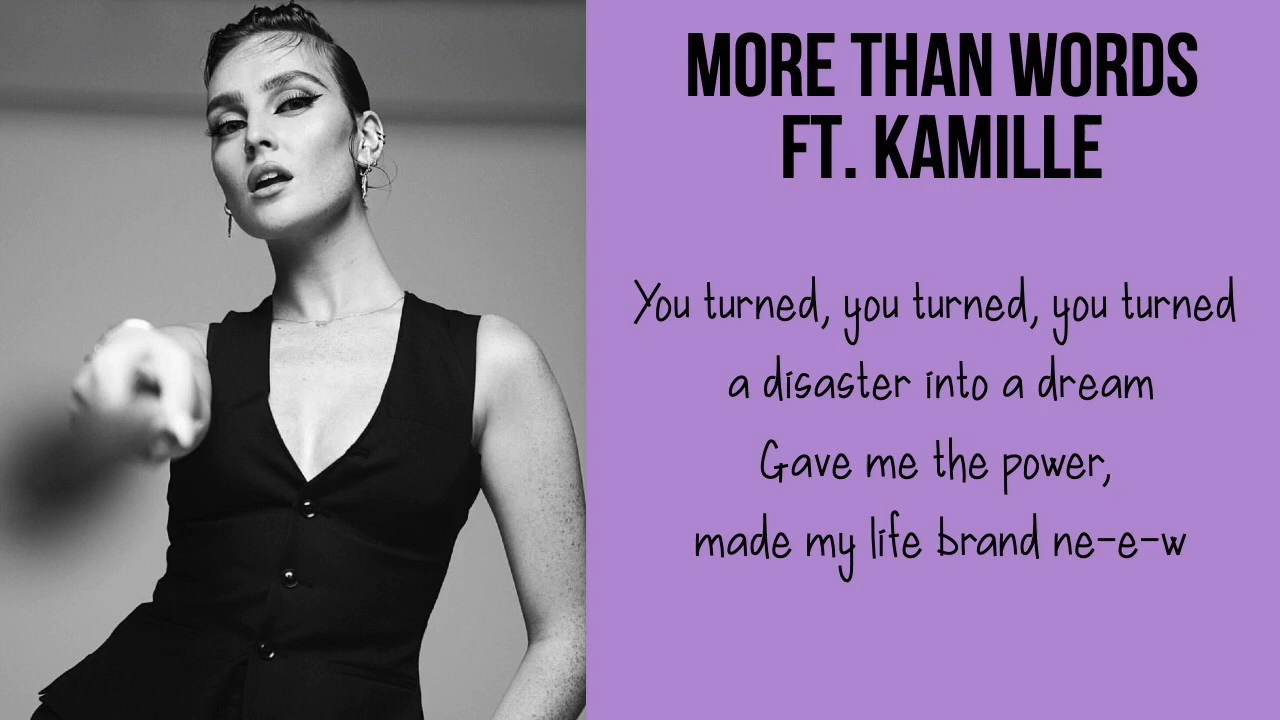 MORE THAN WORDS
FT. KAMILLE
You turned, you turned, you turned
a disaster into a dream
Gave me the power,
made my life brand ne-e-w